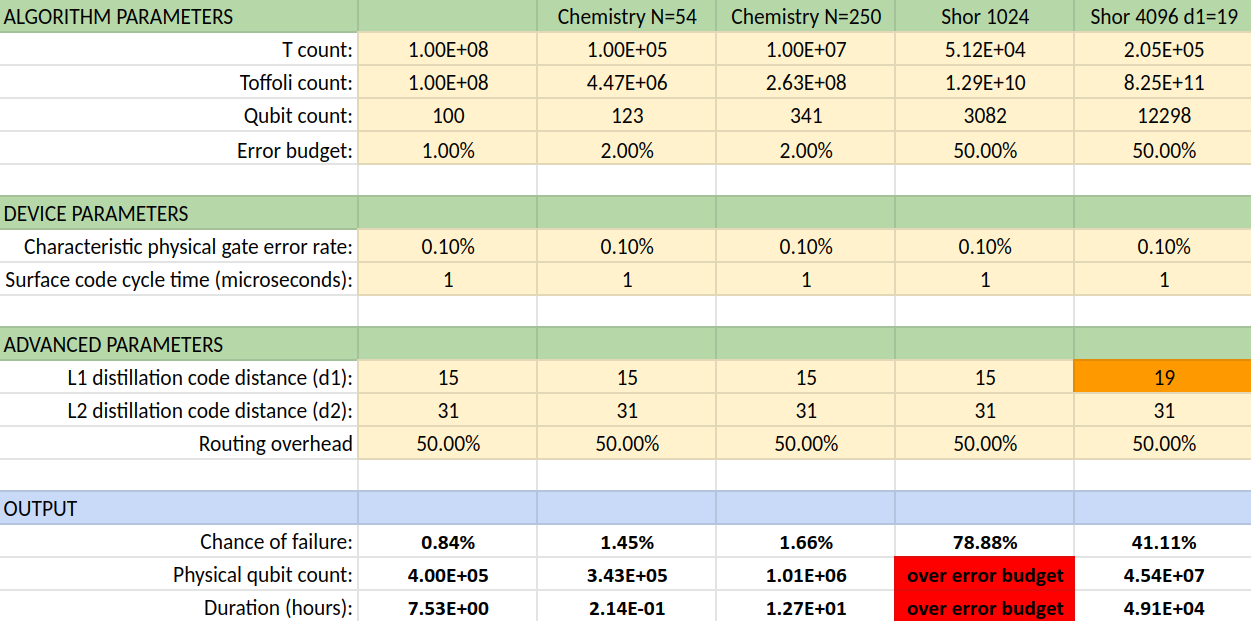 ALGORITHM PARAMETERS Chemistry N=54 Chemistry N=250 Shor 1024 Shor 4096 d1=19
T count: 1.00E+08 1.00E+05 1.00E+07 5.12E+04 2.05E+05
Toffoli count: 1.00E+08 4.47E+06 2.63E+08 1.29E+10 8.25E+11
Qubit count: 100 123 341 3082 12298
Error budget: 1.00% 2.00% 2.00% 50.00% 50.00%
DEVICE PARAMETERS
Characteristic physical gate error rate: 0.10% 0.10% 0.10% 0.10% 0.10%
Surface code cycle time (microseconds): 1 1 1 1 1
ADVANCED PARAMETERS
L1 distillation code distance (d1): 15 15 15 15 19
L2 distillation code distance (d2): 31 31 31 31 31
Routing overhead 50.00% 50.00% 50.00% 50.00% 50.00%
OUTPUT
Chance of failure: 0.84% 1.45% 1.66% 78.88% 41.11%
Physical qubit count: 4.00E+05 3.43E+05 1.01E+06 over error budget 4.54E+07
Duration (hours): 7.53E+00 2.14E-01 1.27E+01 over error budget 4.91E+04